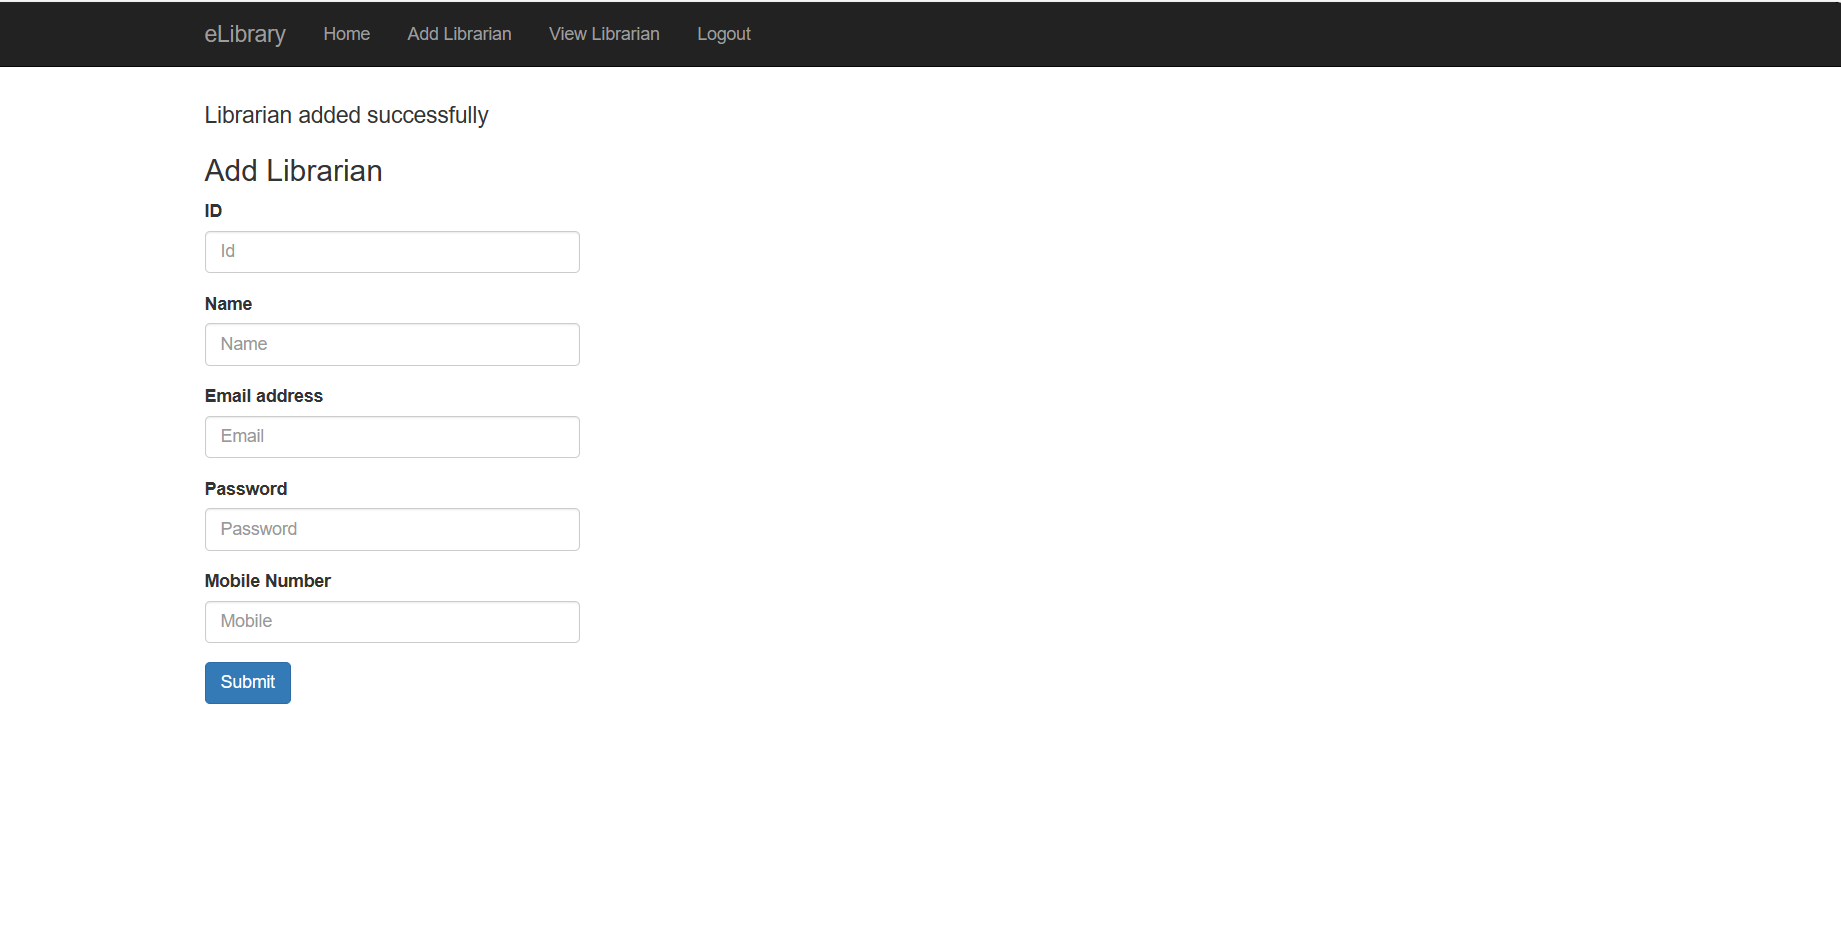 eLibrary Home Add Librarian View Librarian Logout
Librarian added successfully
Add Librarian
ID
Id
Name
Name
Email address
Email
Password
Password
Mobile Number
Mobile
Submit